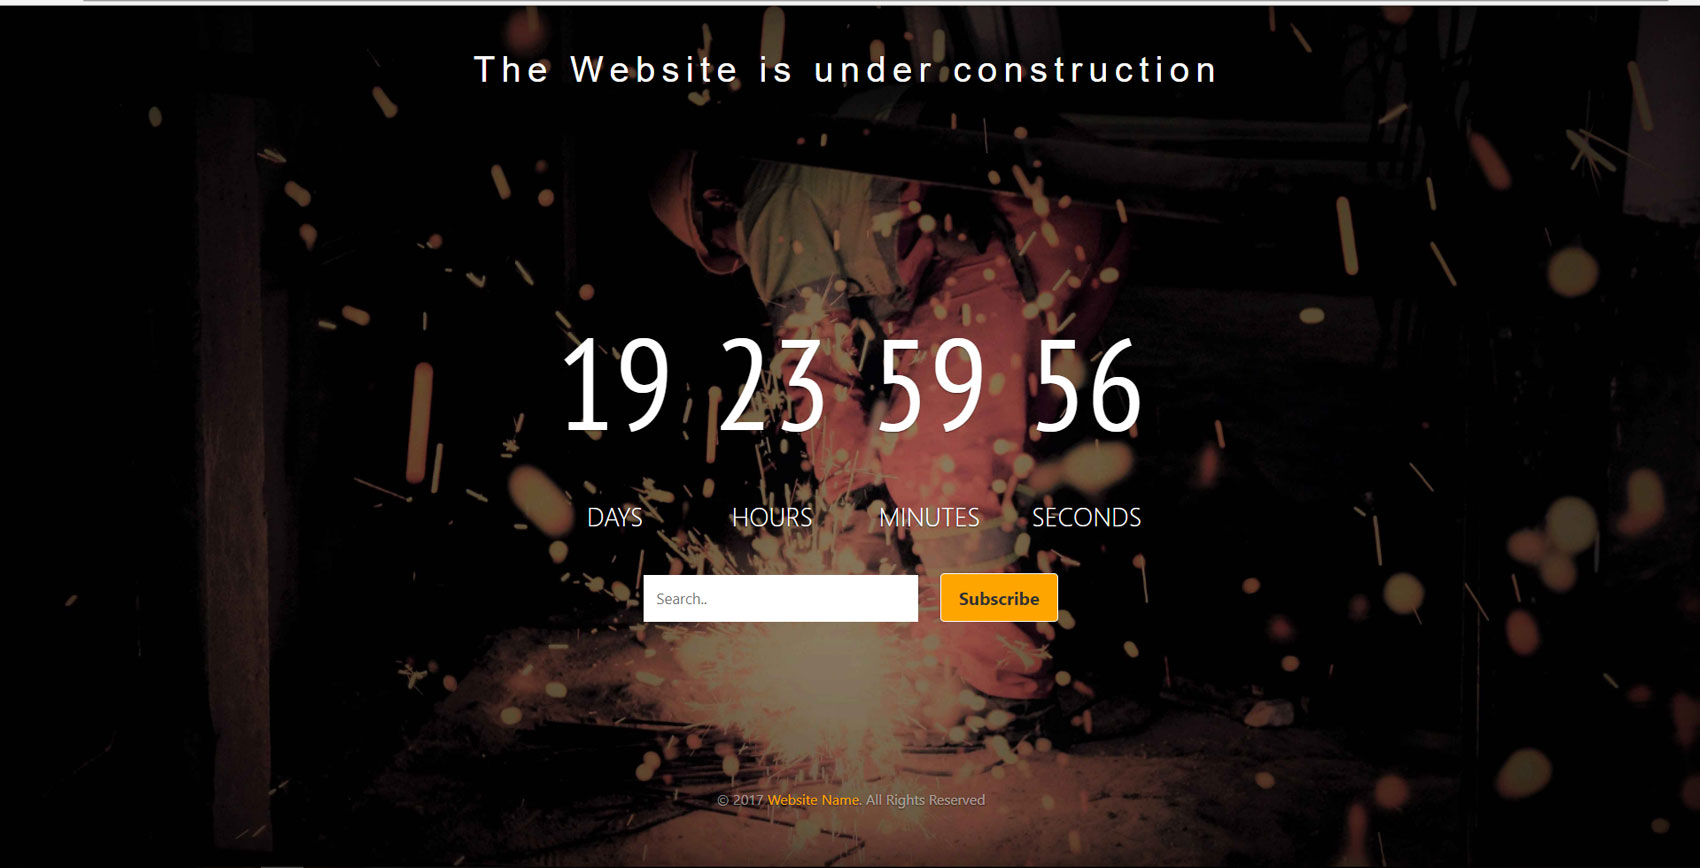 The Website is under construction
19 23 59 56
DAYS HOURS MINUTES SECONDS
Search.. Subscribe
© 2017 Website Name. All Rights Reserved